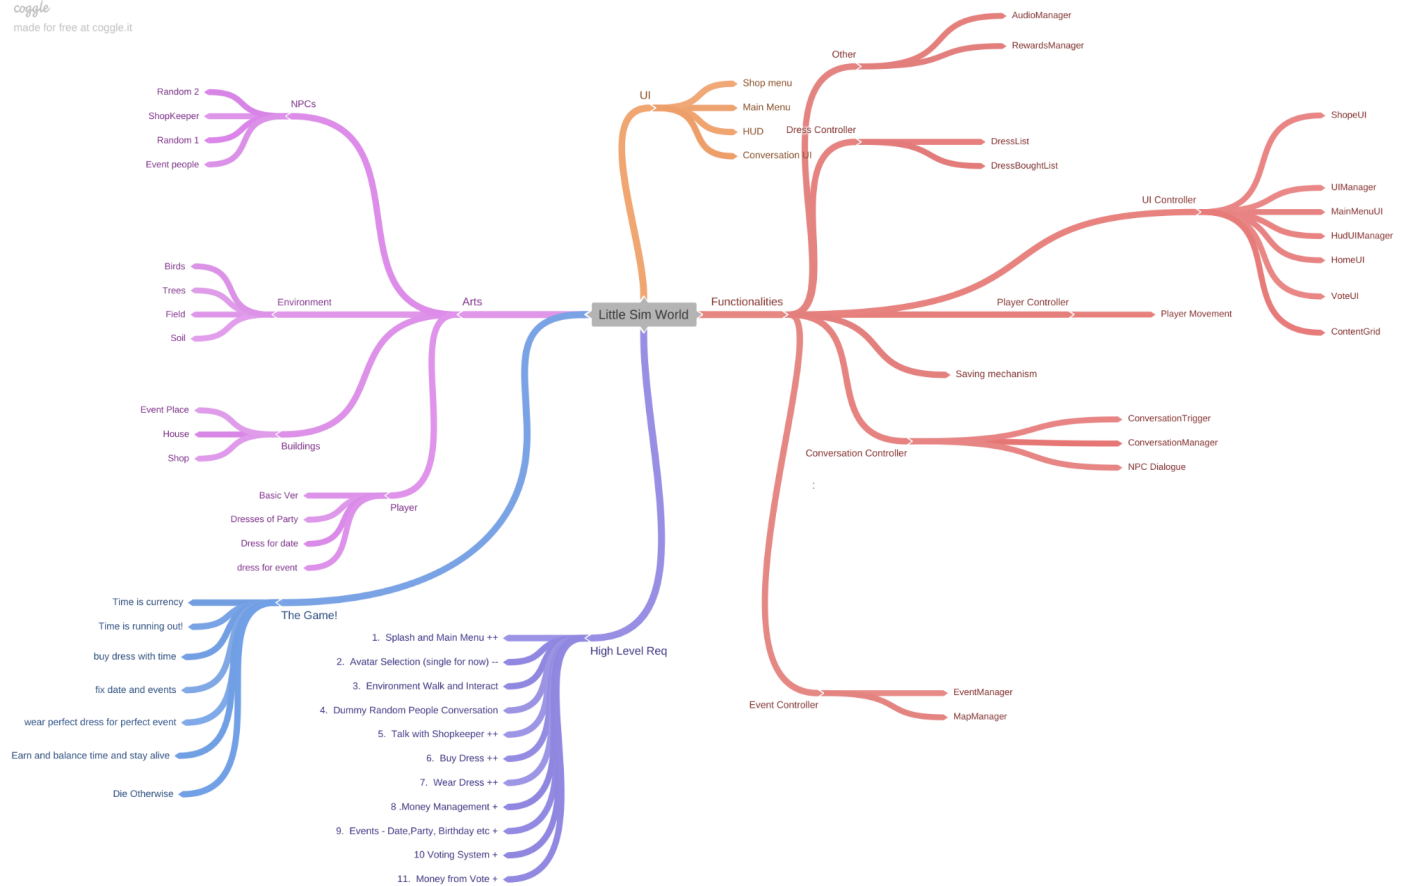 coggle
made for free at coggle.it
Little Sim World
Arts
NPCs
Random 2
ShopKeeper
Random 1
Event people
Environment
Birds
Trees
Field
Soil
Buildings
Event Place
House
Shop
Player
Basic Ver
Dresses of Party
Dress for date
dress for event
The Game!
Time is currency
Time is running out!
buy dress with time
fix date and events
wear perfect dress for perfect event
Earn and balance time and stay alive
Die Otherwise
High Level Req
1. Splash and Main Menu ++
2. Avatar Selection (single for now) --
3. Environment Walk and Interact
4. Dummy Random People Conversation
5. Talk with Shopkeeper ++
6. Buy Dress ++
7. Wear Dress ++
8 .Money Management +
9. Events - Date,Party, Birthday etc +
10 Voting System +
11. Money from Vote +
UI
Shop menu
Main Menu
HUD
Conversation UI
Functionalities
Other
AudioManager
RewardsManager
Dress Controller
DressList
DressBoughtList
UI Controller
ShopeUI
UIManager
MainMenuUI
HudUIManager
HomeUI
VoteUI
ContentGrid
Player Controller
Player Movement
Saving mechanism
Conversation Controller
ConversationTrigger
ConversationManager
NPC Dialogue
:
Event Controller
EventManager
MapManager